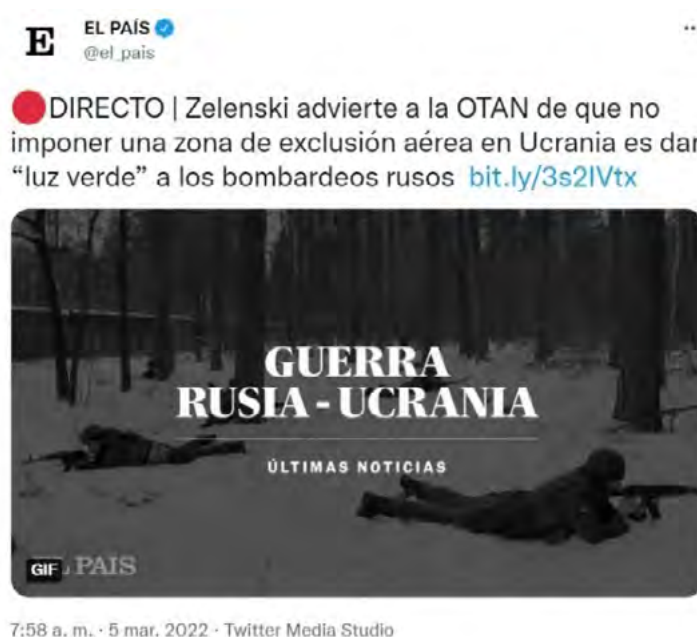 E
EL PAÍS
@el_pais
DIRECTO | Zelenski advierte a la OTAN de que no
imponer una zona de exclusión aérea en Ucrania es dar
“luz verde” a los bombardeos rusos bit.ly/3s2IVtx
GUERRA
RUSIA - UCRANIA
ÚLTIMAS NOTICIAS
GIF
PAIS
7:58 a. m. · 5 mar. 2022 · Twitter Media Studio